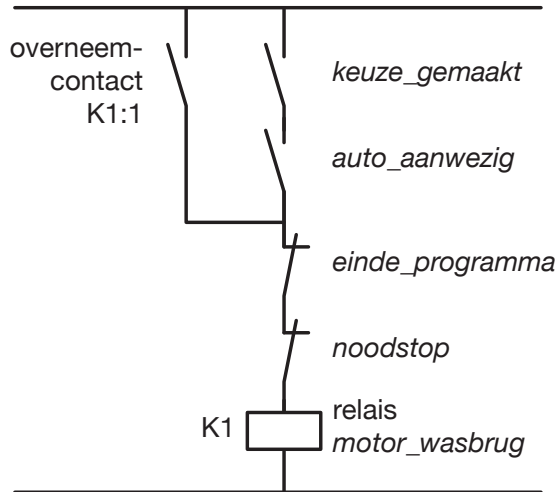 overneem-
contact
K1:1
keuze_gemaakt
auto_aanwezig
einde_programma
noodstop
K1
relais
motor_wasbrug